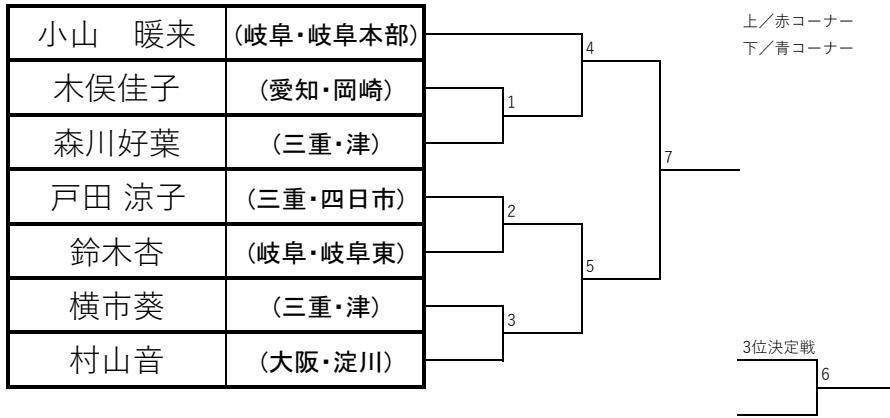 小山　暖来 (岐阜・岐阜本部)
木俣佳子 (愛知・岡崎)
森川好葉 (三重・津)
戸田 涼子 (三重・四日市)
鈴木杏 (岐阜・岐阜東)
横市葵 (三重・津)
村山音 (大阪・淀川)
1
2
3
4
5
7
上／赤コーナー
下／青コーナー
3位決定戦
6